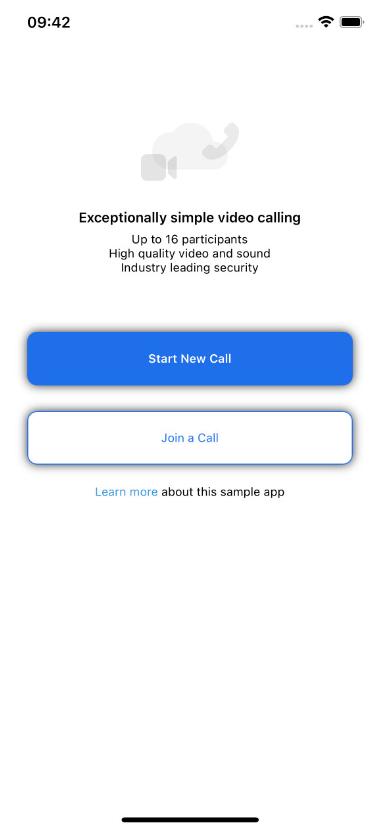 09:42
Exceptionally simple video calling
Up to 16 participants
High quality video and sound
Industry leading security
Start New Call
Join a Call
Learn more about this sample app